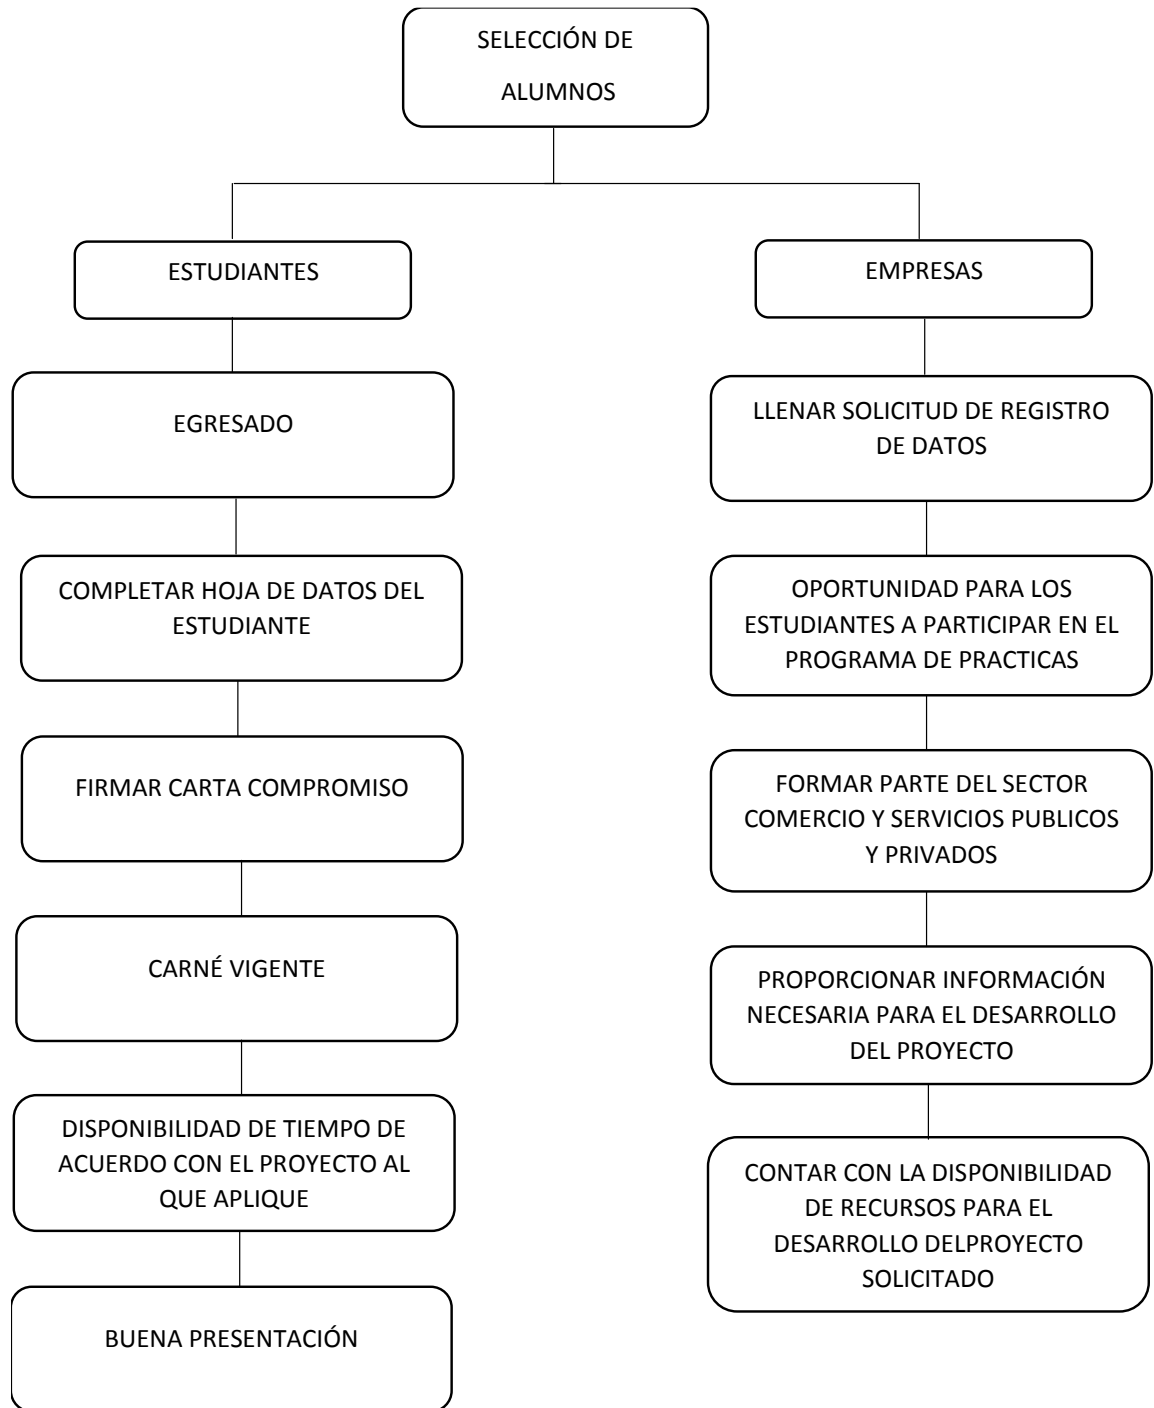 SELECCIÓN DE
ALUMNOS
ESTUDIANTES
EGRESADO
COMPLETAR HOJA DE DATOS DEL
ESTUDIANTE
FIRMAR CARTA COMPROMISO
CARNÉ VIGENTE
DISPONIBILIDAD DE TIEMPO DE
ACUERDO CON EL PROYECTO AL
QUE APLIQUE
BUENA PRESENTACIÓN
EMPRESAS
LLENAR SOLICITUD DE REGISTRO
DE DATOS
OPORTUNIDAD PARA LOS
ESTUDIANTES A PARTICIPAR EN EL
PROGRAMA DE PRACTICAS
FORMAR PARTE DEL SECTOR
COMERCIO Y SERVICIOS PUBLICOS
Y PRIVADOS
PROPORCIONAR INFORMACIÓN
NECESARIA PARA EL DESARROLLO
DEL PROYECTO
CONTAR CON LA DISPONIBILIDAD
DE RECURSOS PARA EL
DESARROLLO DELPROYECTO
SOLICITADO